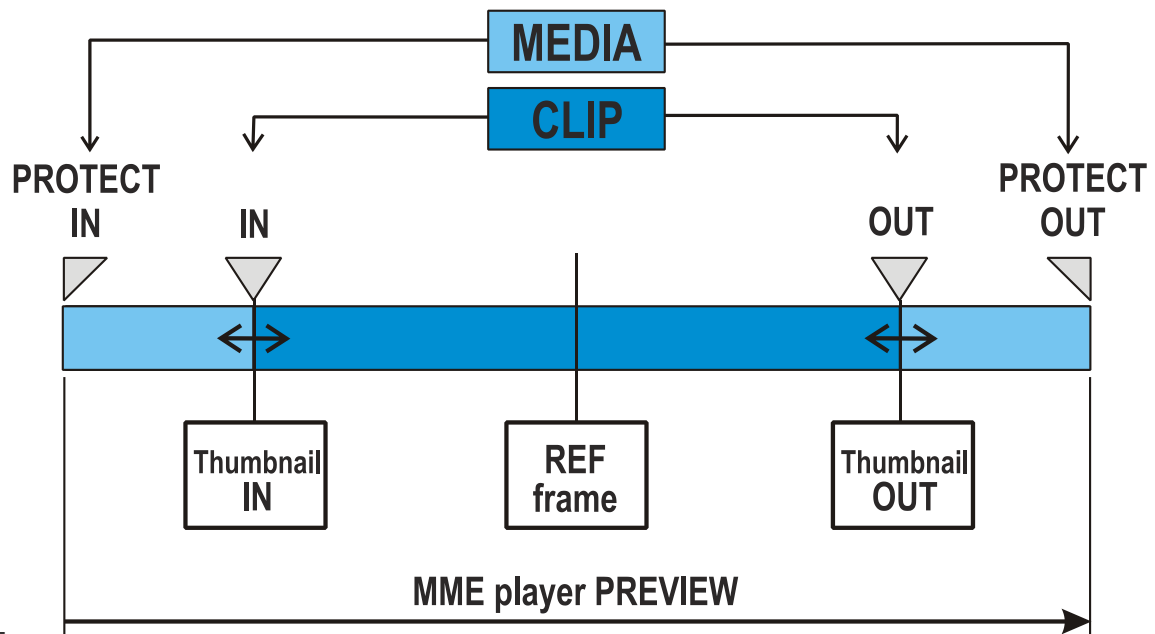 MEDIA
CLIP
PROTECT
IN
IN
OUT
PROTECT
OUT
Thumbnail
IN
REF
frame
Thumbnail
OUT
MME player PREVIEW